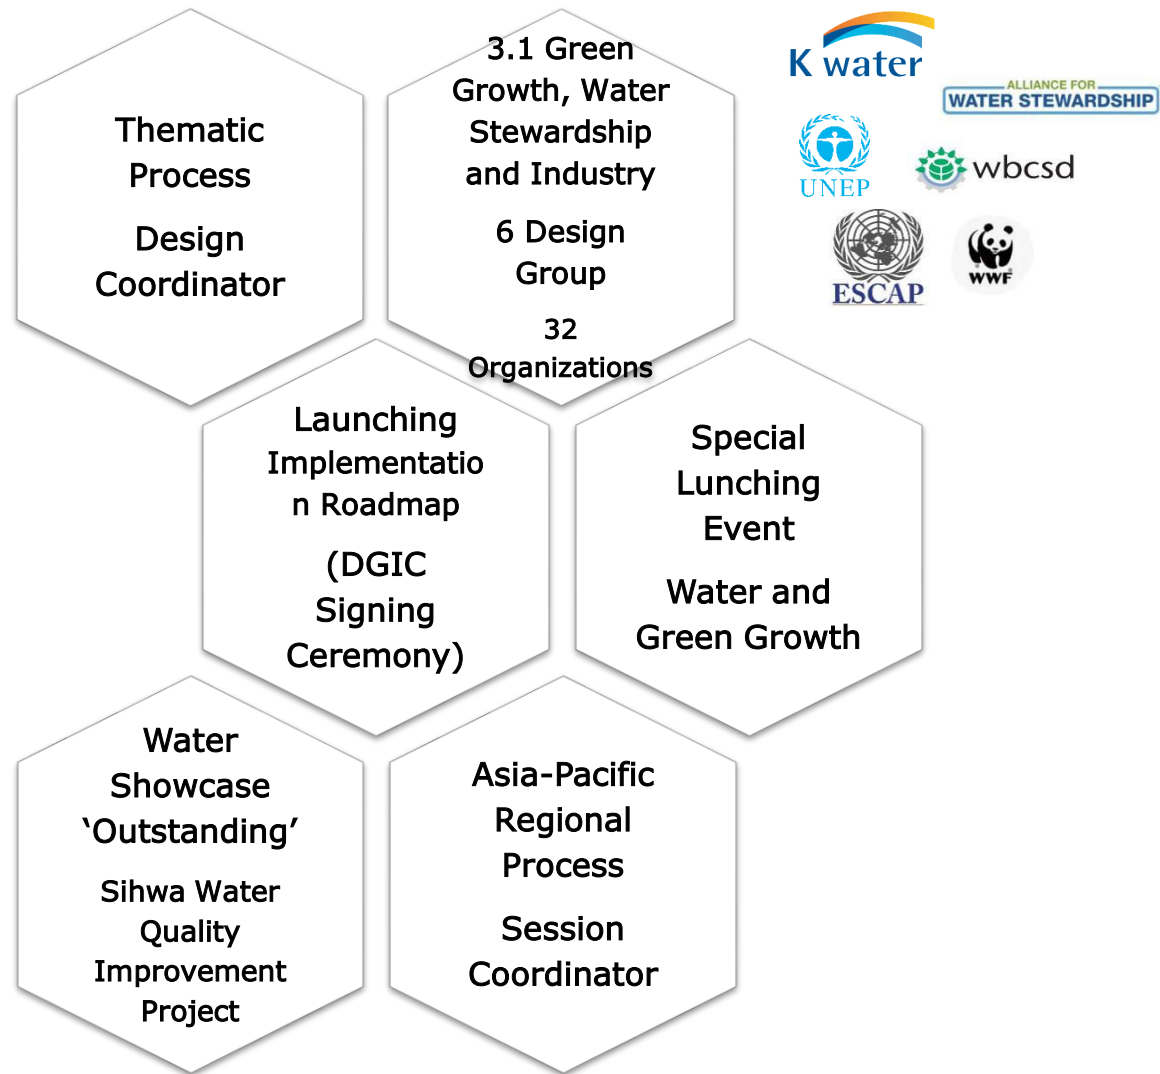 Thematic
Process
Design
Coordinator
3.1 Green
Growth, Water
Stewardship
and Industry
6 Design
Group
32
Organizations
K water
ALLIANCE FOR
WATER STEWARDSHIP
UNEP
wbcsd
ESCAP
WWF
Launching
Implementatio
n Roadmap
(DGIC
Signing
Ceremony)
Special
Lunching
Event
Water and
Green Growth
Water
Showcase
‘Outstanding’
Sihwa Water
Quality
Improvement
Project
Asia-Pacific
Regional
Process
Session
Coordinator